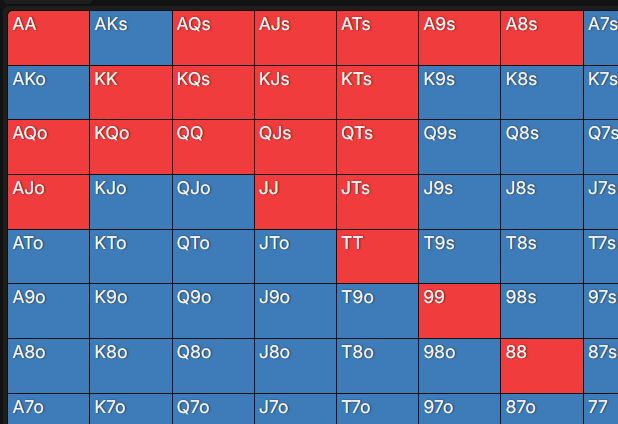 AA AKs AQs AJs ATs A9s A8s A7s
AKo KK KQs KJs KTs K9s K8s K7s
AQo KQo QQ QJs QTs Q9s Q8s Q7s
AJo KJo QJo JJ JTs J9s J8s J7s
ATo KTo QTo JTo TT T9s T8s T7s
A9o K9o Q9o J9o T9o 99 98s 97s
A8o K8o Q8o J8o T8o 98o 88 87s
A7o K7o Q7o J7o T7o 97o 87o 77